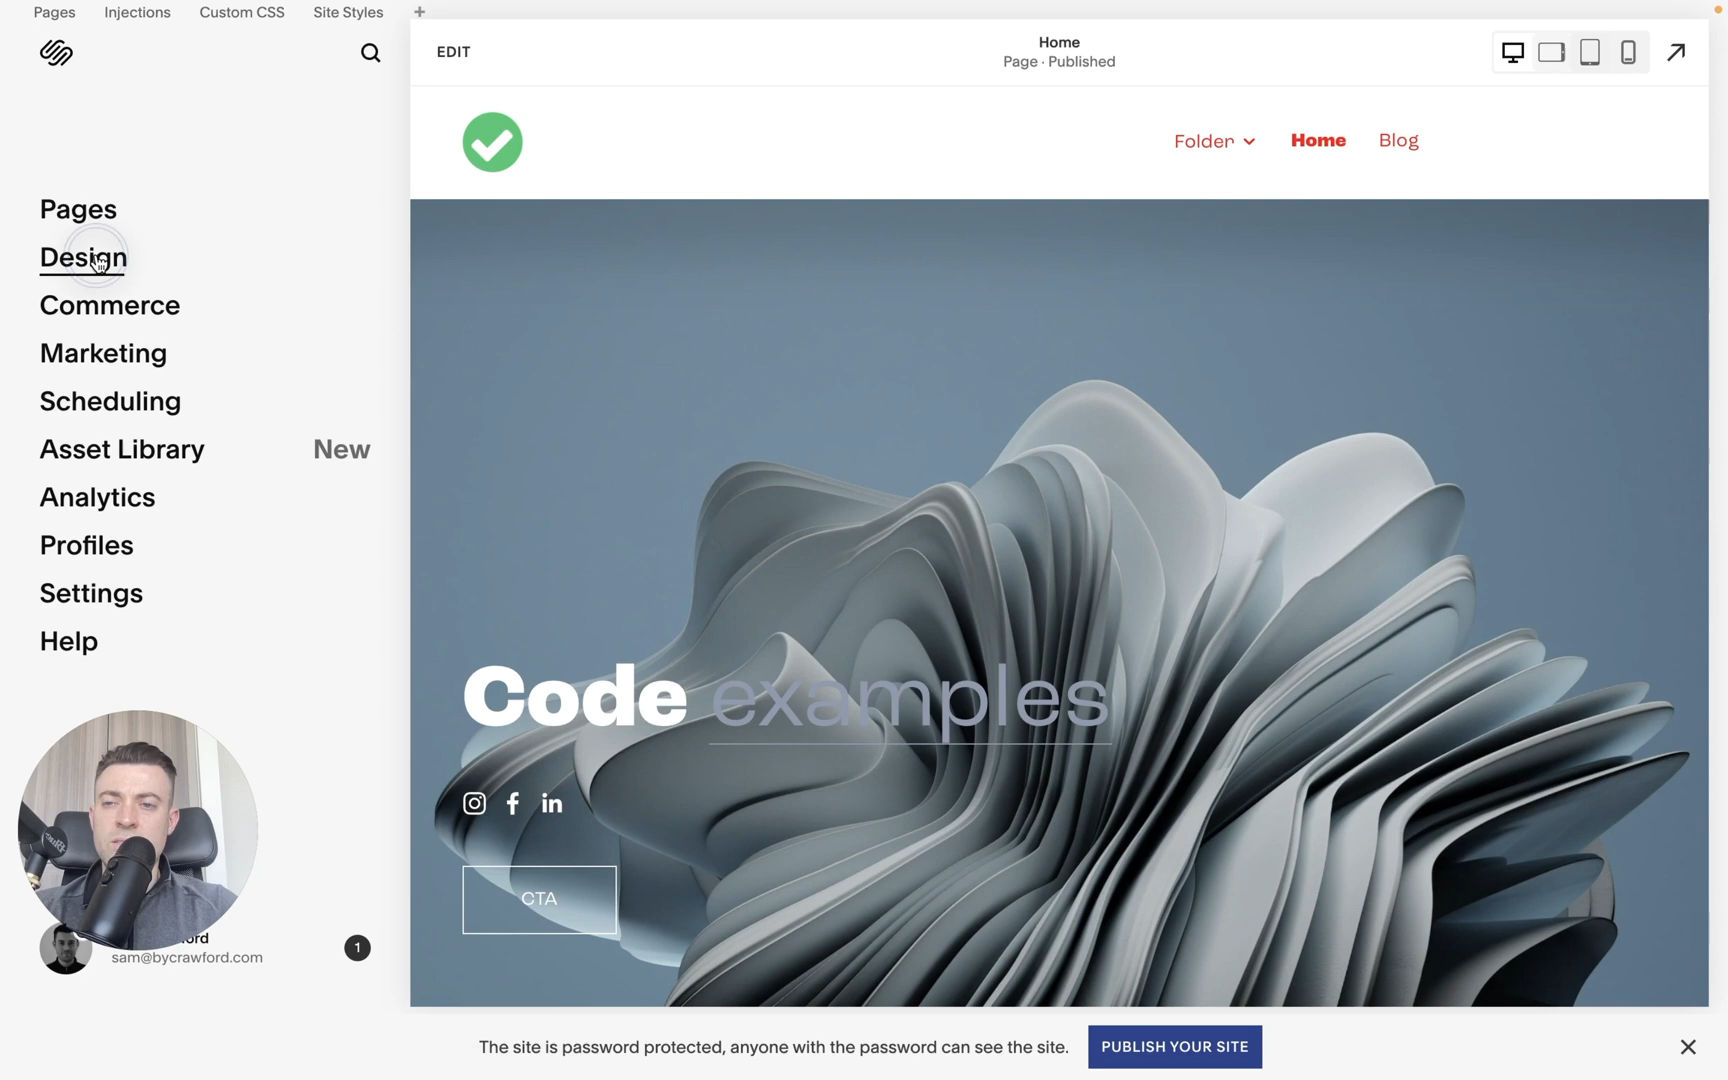 Pages Injections Custom CSS Site Styles +
EDIT
Home
Page · Published
Folder Home Blog
Pages
Design
Commerce
Marketing
Scheduling
Asset Library New
Analytics
Profiles
Settings
Help
sam@bycrawford.com
1
Code examples
CTA
The site is password protected, anyone with the password can see the site. PUBLISH YOUR SITE